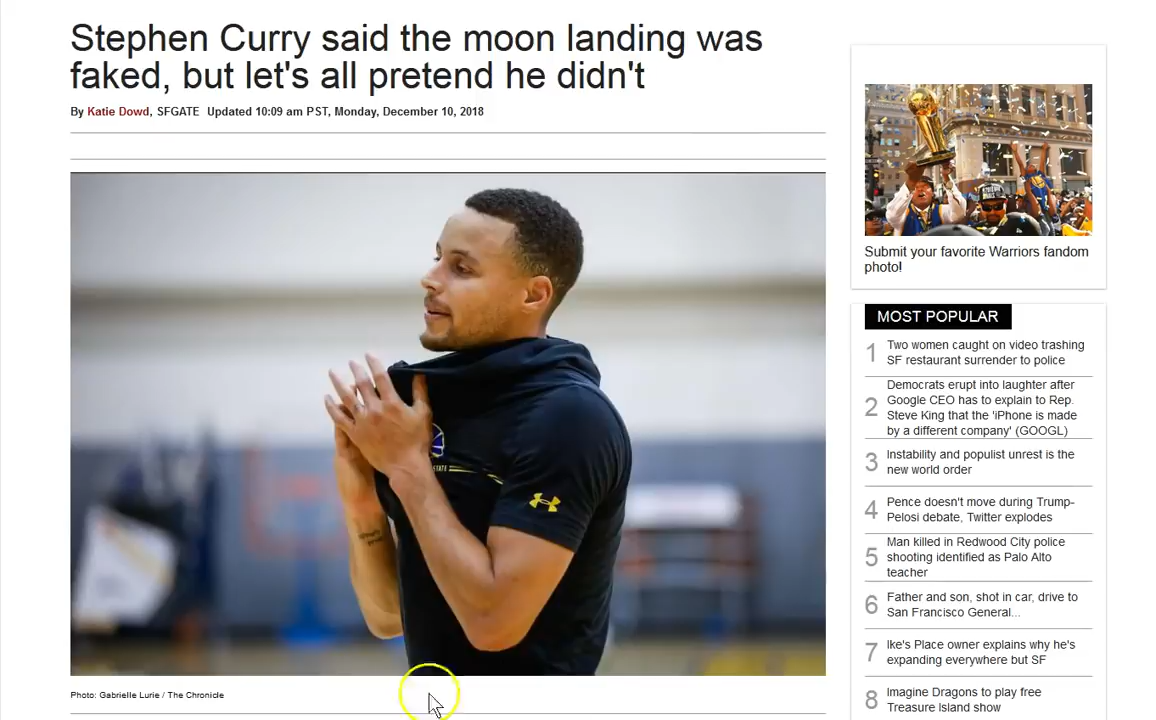 Stephen Curry said the moon landing was
faked, but let's all pretend he didn't
By Katie Dowd, SFGATE Updated 10:09 am PST, Monday, December 10, 2018
Photo: Gabrielle Lurie / The Chronicle
Submit your favorite Warriors fandom
photo!
MOST POPULAR
1 Two women caught on video trashing
SF restaurant surrender to police
2 Democrats erupt into laughter after
Google CEO has to explain to Rep.
Steve King that the 'iPhone is made
by a different company' (GOOGL)
3 Instability and populist unrest is the
new world order
4 Pence doesn't move during Trump-
Pelosi debate, Twitter explodes
5 Man killed in Redwood City police
shooting identified as Palo Alto
teacher
6 Father and son, shot in car, drive to
San Francisco General...
7 Ike's Place owner explains why he's
expanding everywhere but SF
8 Imagine Dragons to play free
Treasure Island show